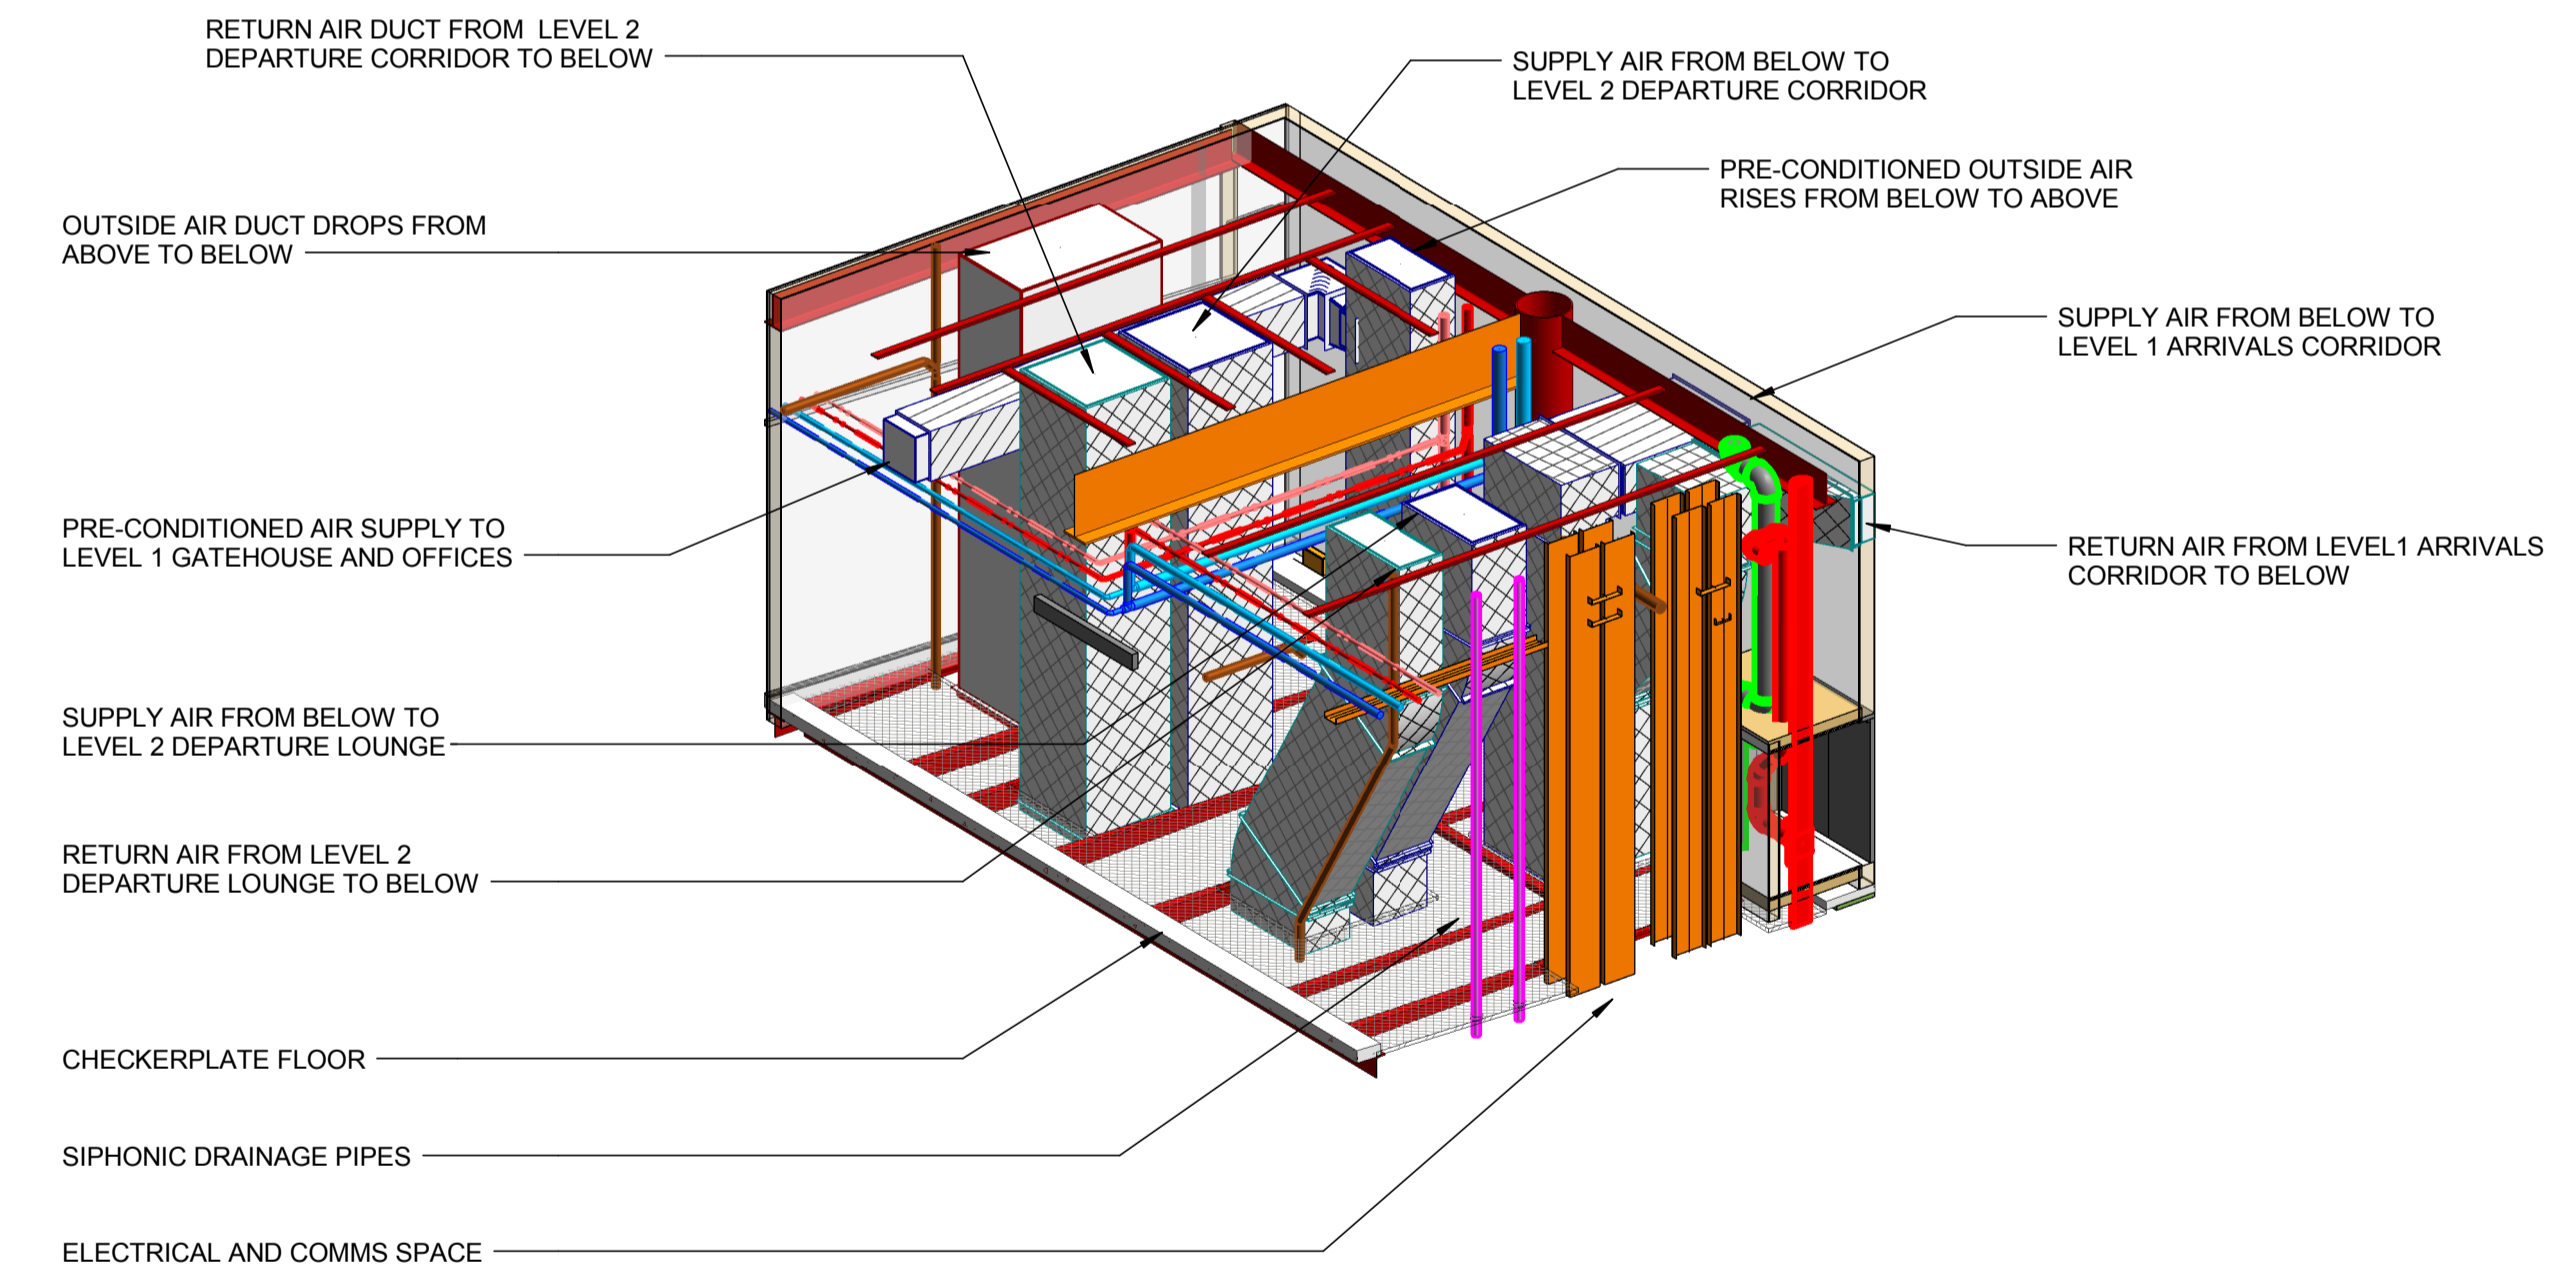 RETURN AIR DUCT FROM LEVEL 2
DEPARTURE CORRIDOR TO BELOW
SUPPLY AIR FROM BELOW TO
LEVEL 2 DEPARTURE CORRIDOR
PRE-CONDITIONED OUTSIDE AIR
RISES FROM BELOW TO ABOVE
OUTSIDE AIR DUCT DROPS FROM
ABOVE TO BELOW
SUPPLY AIR FROM BELOW TO
LEVEL 1 ARRIVALS CORRIDOR
PRE-CONDITIONED AIR SUPPLY TO
LEVEL 1 GATEHOUSE AND OFFICES
RETURN AIR FROM LEVEL1 ARRIVALS
CORRIDOR TO BELOW
SUPPLY AIR FROM BELOW TO
LEVEL 2 DEPARTURE LOUNGE
RETURN AIR FROM LEVEL 2
DEPARTURE LOUNGE TO BELOW
CHECKERPLATE FLOOR
SIPHONIC DRAINAGE PIPES
ELECTRICAL AND COMMS SPACE